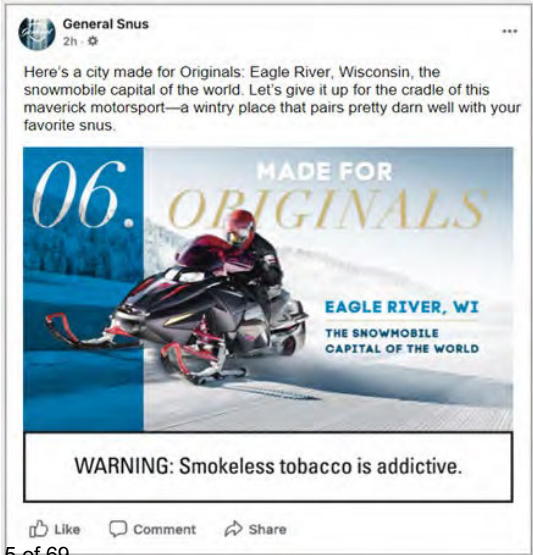 General Snus
2h ·
Here's a city made for Originals: Eagle River, Wisconsin, the
snowmobile capital of the world. Let's give it up for the cradle of this
maverick motorsport—a wintry place that pairs pretty darn well with your
favorite snus.
06.
MADE FOR
ORIGINALS
EAGLE RIVER, WI
THE SNOWMOBILE
CAPITAL OF THE WORLD
WARNING: Smokeless tobacco is addictive.
Like Comment Share
5 of 69